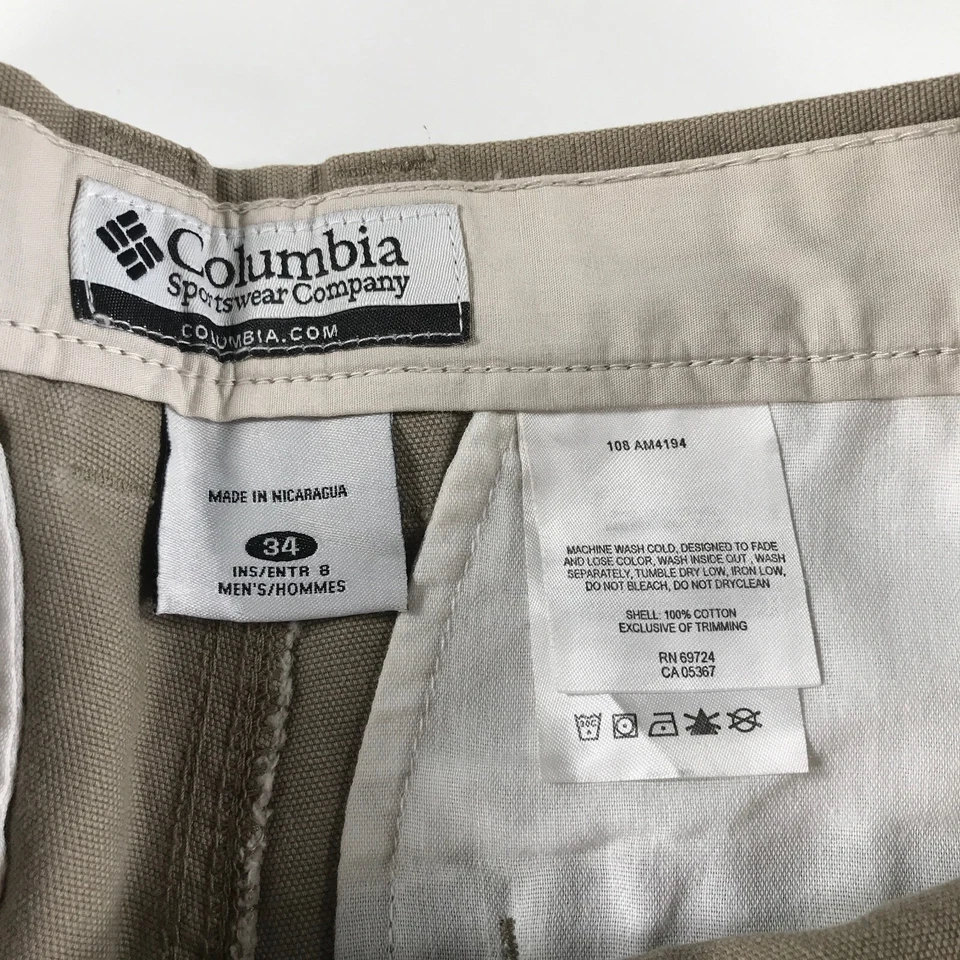 Columbia
Sportswear Company
COLUMBIA.COM
MADE IN NICARAGUA
34
INS/ENTR 8
MEN'S/HOMMES
108 AM4194
MACHINE WASH COLD, DESIGNED TO FADE
AND LOSE COLOR, WASH INSIDE OUT , WASH
SEPARATELY, TUMBLE DRY LOW, IRON LOW,
DO NOT BLEACH, DO NOT DRYCLEAN
SHELL: 100% COTTON
EXCLUSIVE OF TRIMMING
RN 69724
CA 05367
30C